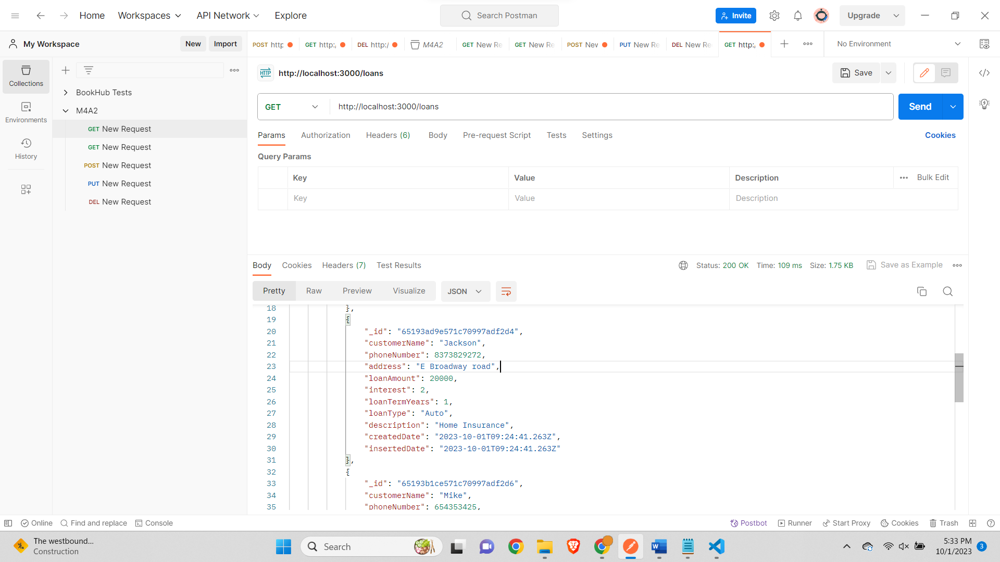 Home
Workspaces
API Network
Explore
Search Postman
Invite
Upgrade
My Workspace
New
Import
POST http
GET http:/
DEL http:/
M4A2
GET New Re
GET New Re
POST New
PUT New Re
DEL New Re
GET http:/
No Environment
Collections
Environments
History
BookHub Tests
M4A2
GET New Request
GET New Request
POST New Request
PUT New Request
DEL New Request
HTTP http://localhost:3000/loans
Save
GET
http://localhost:3000/loans
Send
Params
Authorization
Headers (6)
Body
Pre-request Script
Tests
Settings
Cookies
Query Params
Key
Value
Description
Bulk Edit
Key
Value
Description
Body
Cookies
Headers (7)
Test Results
Status: 200 OK
Time: 109 ms
Size: 1.75 KB
Save as Example
Pretty
Raw
Preview
Visualize
JSON
18 },
19 {
20 "_id": "65193ad9e571c70997adf2d4",
21 "customerName": "Jackson",
22 "phoneNumber": 8373829272,
23 "address": "E Broadway road",
24 "loanAmount": 20000,
25 "interest": 2,
26 "loanTermYears": 1,
27 "loanType": "Auto",
28 "description": "Home Insurance",
29 "createdDate": "2023-10-01T09:24:41.263Z",
30 "insertedDate": "2023-10-01T09:24:41.263Z"
31 },
32 {
33 "_id": "65193b1ce571c70997adf2d6",
34 "customerName": "Mike",
35 "phoneNumber": 654353425,
Online
Find and replace
Console
Postbot
Runner
Start Proxy
Cookies
Trash
The westbound...
Construction
Search
W
5:33 PM
10/1/2023
3